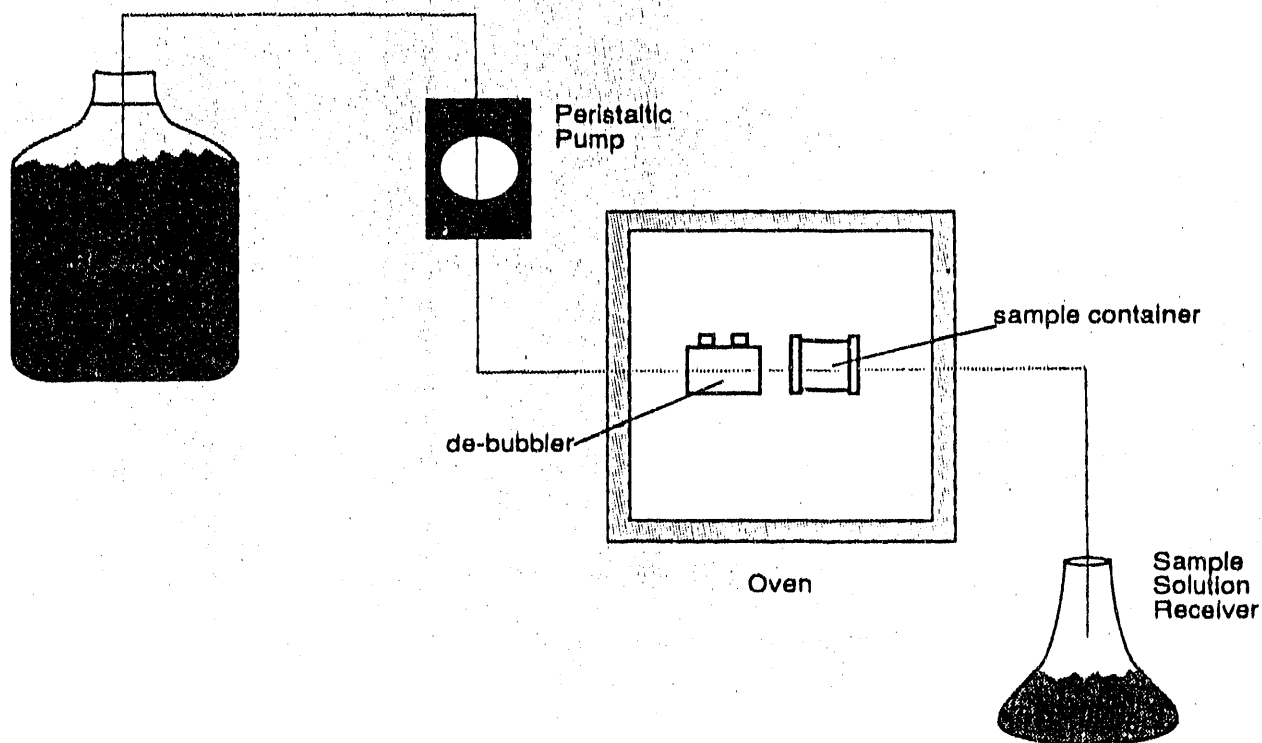 Peristaltic
Pump
sample container
de-bubbler
Oven
Sample
Solution
Receiver